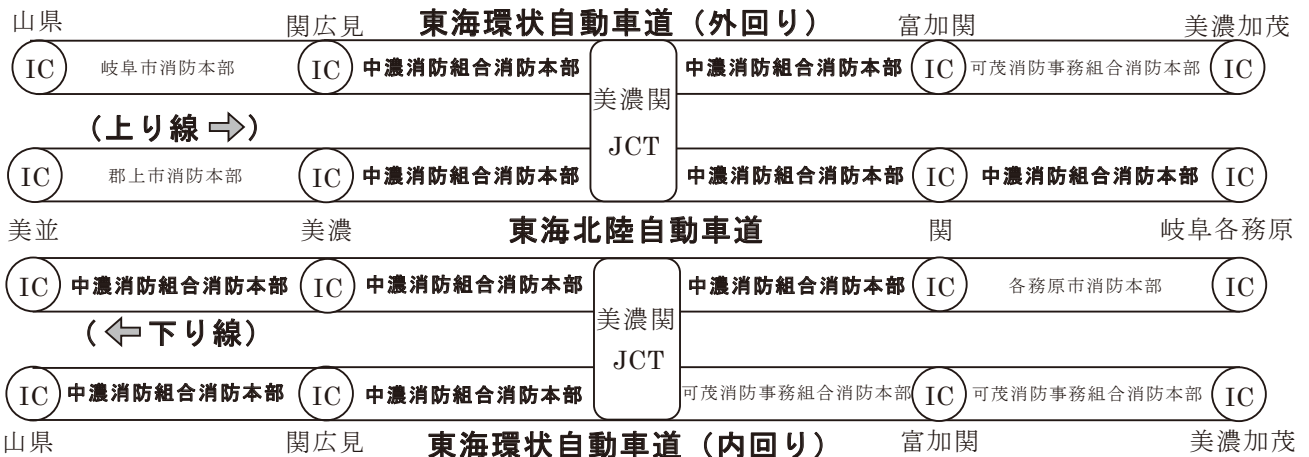 東海環状自動車道（外回り）
山県 関広見 富加関 美濃加茂
IC 岐阜市消防本部 IC 中濃消防組合消防本部 美濃関 JCT 中濃消防組合消防本部 IC 可茂消防事務組合消防本部 IC
（上り線⇨）
IC 郡上市消防本部 IC 中濃消防組合消防本部 中濃消防組合消防本部 IC 中濃消防組合消防本部 IC
美並 美濃 東海北陸自動車道 関 岐阜各務原
IC 中濃消防組合消防本部 IC 中濃消防組合消防本部 美濃関 JCT 中濃消防組合消防本部 IC 各務原市消防本部 IC
（⇦下り線）
IC 中濃消防組合消防本部 IC 中濃消防組合消防本部 可茂消防事務組合消防本部 IC 可茂消防事務組合消防本部 IC
山県 関広見 東海環状自動車道（内回り） 富加関 美濃加茂